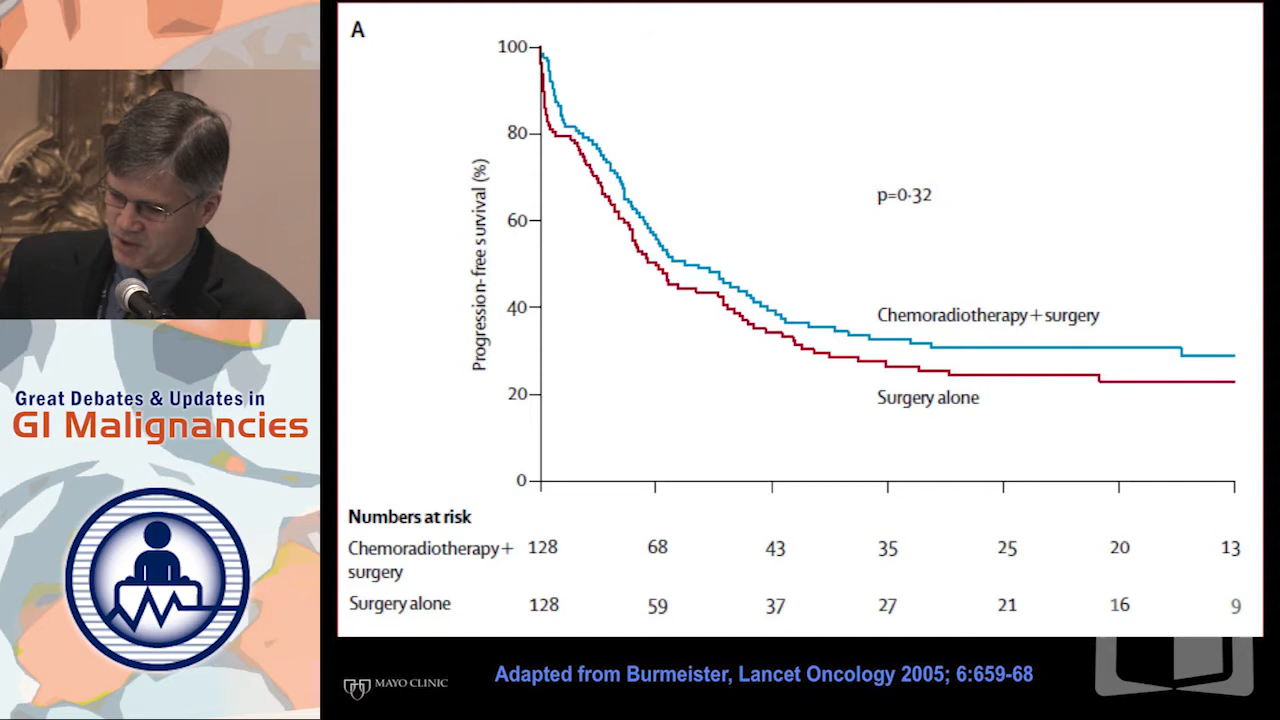 A
100
80
60
40
20
0
Progression-free survival (%)
p=0·32
Chemoradiotherapy + surgery
Surgery alone
Numbers at risk
Chemoradiotherapy + surgery 128 68 43 35 25 20 13
Surgery alone 128 59 37 27 21 16 9
Great Debates & Updates in
GI Malignancies
MAYO CLINIC
Adapted from Burmeister, Lancet Oncology 2005; 6:659-68